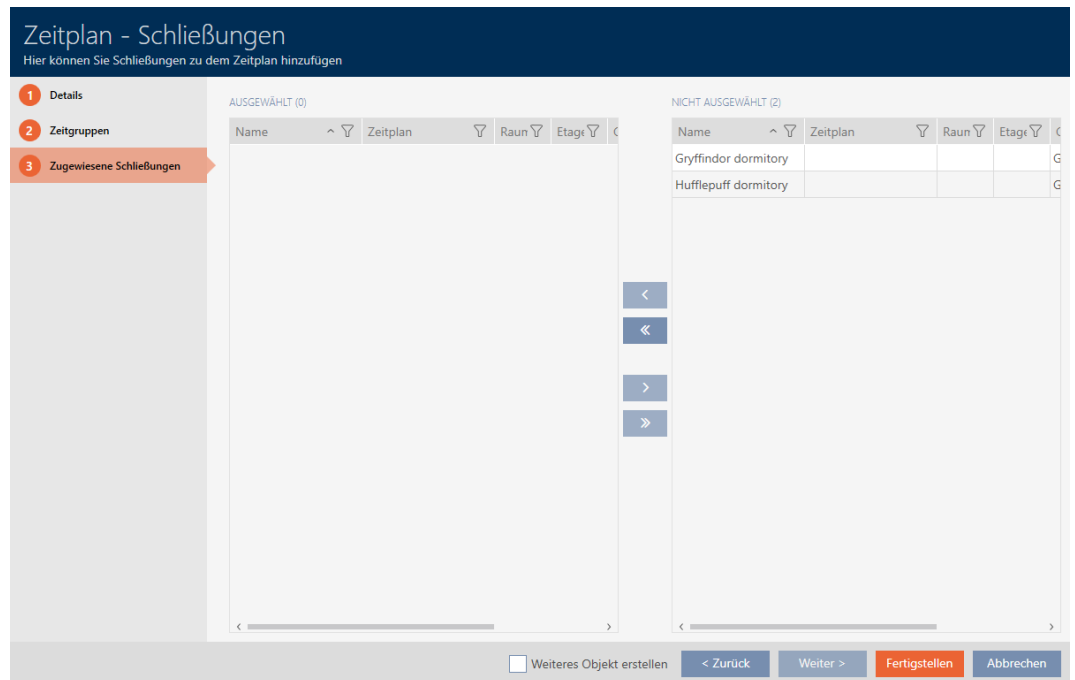 Zeitplan - Schließungen
Hier können Sie Schließungen zu dem Zeitplan hinzufügen
1 Details
2 Zeitgruppen
3 Zugewiesene Schließungen
AUSGEWÄHLT (0)
Name Zeitplan Raum Etage
NICHT AUSGEWÄHLT (2)
Name Zeitplan Raum Etage G
Gryffindor dormitory G
Hufflepuff dormitory G
Weiteres Objekt erstellen
< Zurück
Weiter >
Fertigstellen
Abbrechen